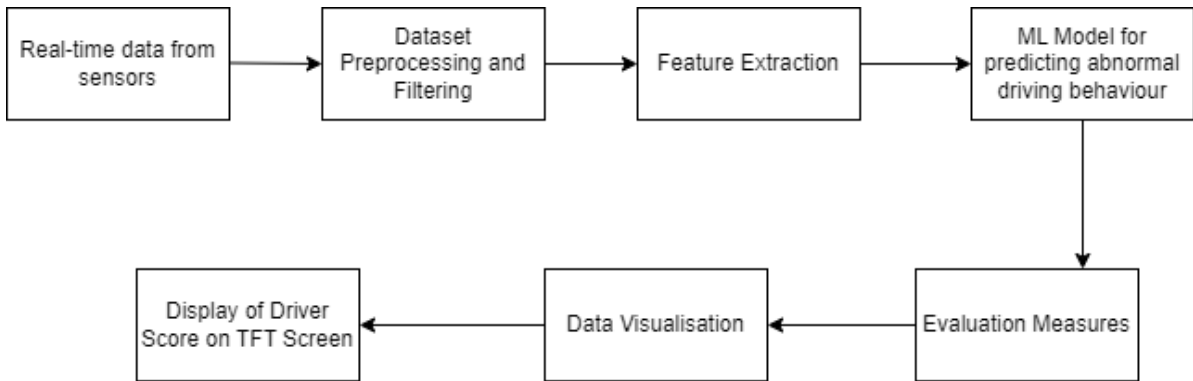 Real-time data from
sensors
Dataset
Preprocessing and
Filtering
Feature Extraction
ML Model for
predicting abnormal
driving behaviour
Display of Driver
Score on TFT Screen
Data Visualisation
Evaluation Measures